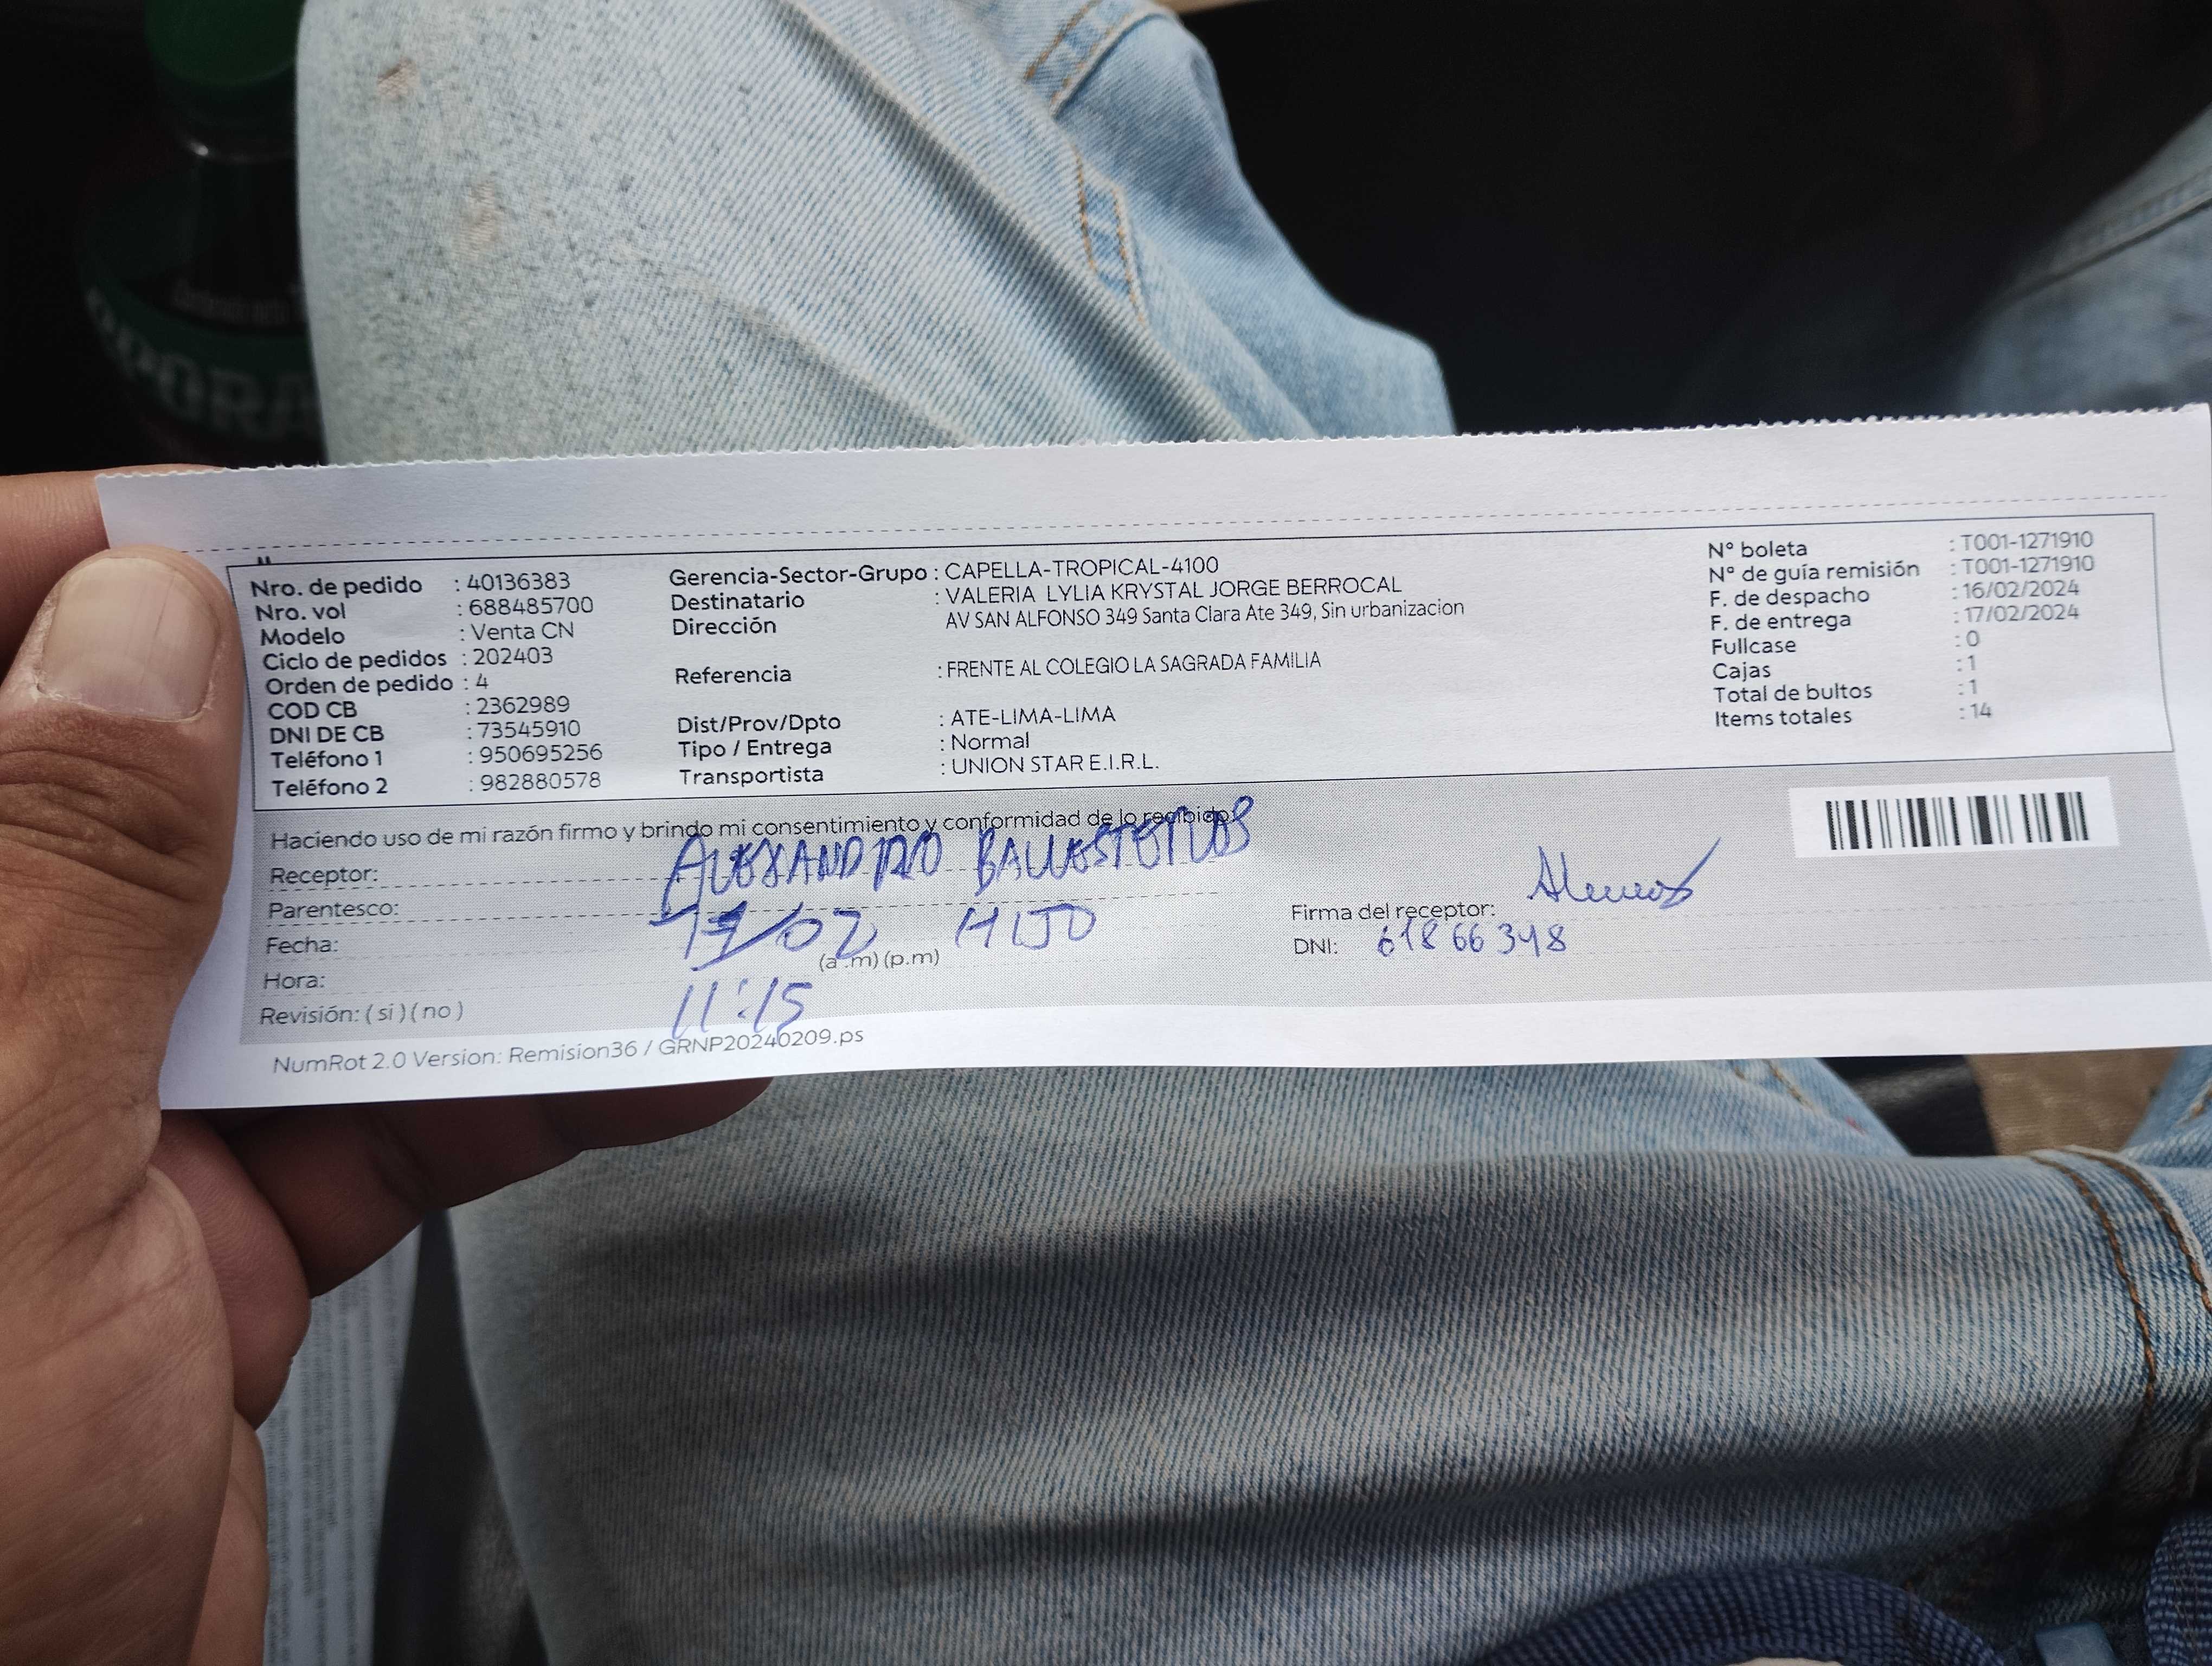 Nro. de pedido : 40136383
Nro. vol : 688485700
Modelo : Venta CN
Ciclo de pedidos : 202403
Orden de pedido : 4
COD CB : 2362989
DNI DE CB : 73545910
Teléfono 1 : 950695256
Teléfono 2 : 982880578
Gerencia-Sector-Grupo : CAPELLA-TROPICAL-4100
Destinatario : VALERIA LYLIA KRYSTAL JORGE BERROCAL
Dirección AV SAN ALFONSO 349 Santa Clara Ate 349, Sin urbanizacion
Referencia : FRENTE AL COLEGIO LA SAGRADA FAMILIA
Dist/Prov/Dpto : ATE-LIMA-LIMA
Tipo / Entrega : Normal
Transportista : UNION STAR E.I.R.L.
N° boleta : T001-1271910
N° de guía remisión : T001-1271910
F. de despacho : 16/02/2024
F. de entrega : 17/02/2024
Fullcase : 0
Cajas : 1
Total de bultos : 1
Items totales : 14
Haciendo uso de mi razón firmo y brindo mi consentimiento y conformidad de lo recibido
Receptor: ALEXANDRO BALLESTEROS
Parentesco: HIJO
Fecha: 17/02
Hora: 11:15 (a .m) (p.m)
Revisión: ( si ) ( no )
Firma del receptor:
DNI: 61866348
NumRot 2.0 Version: Remision36 / GRNP20240209.ps